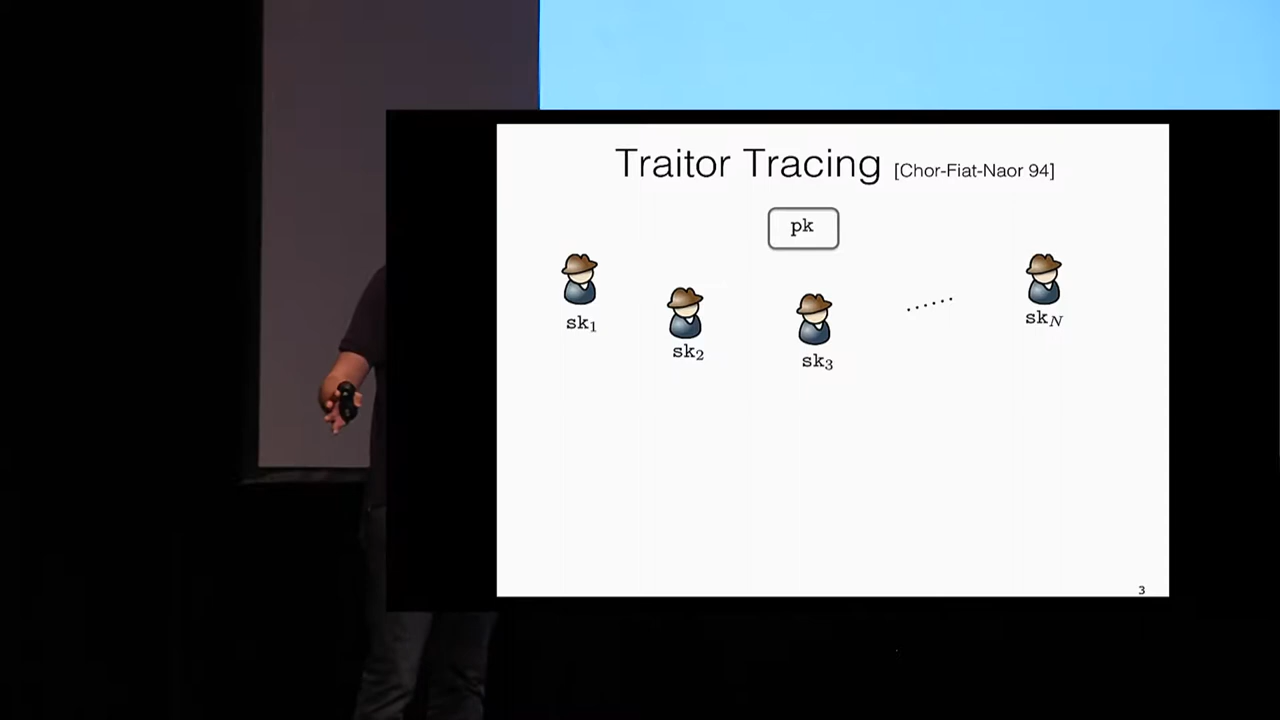 Traitor Tracing [Chor-Fiat-Naor 94]
pk
sk₁
sk₂
sk₃
......
sk_N
3